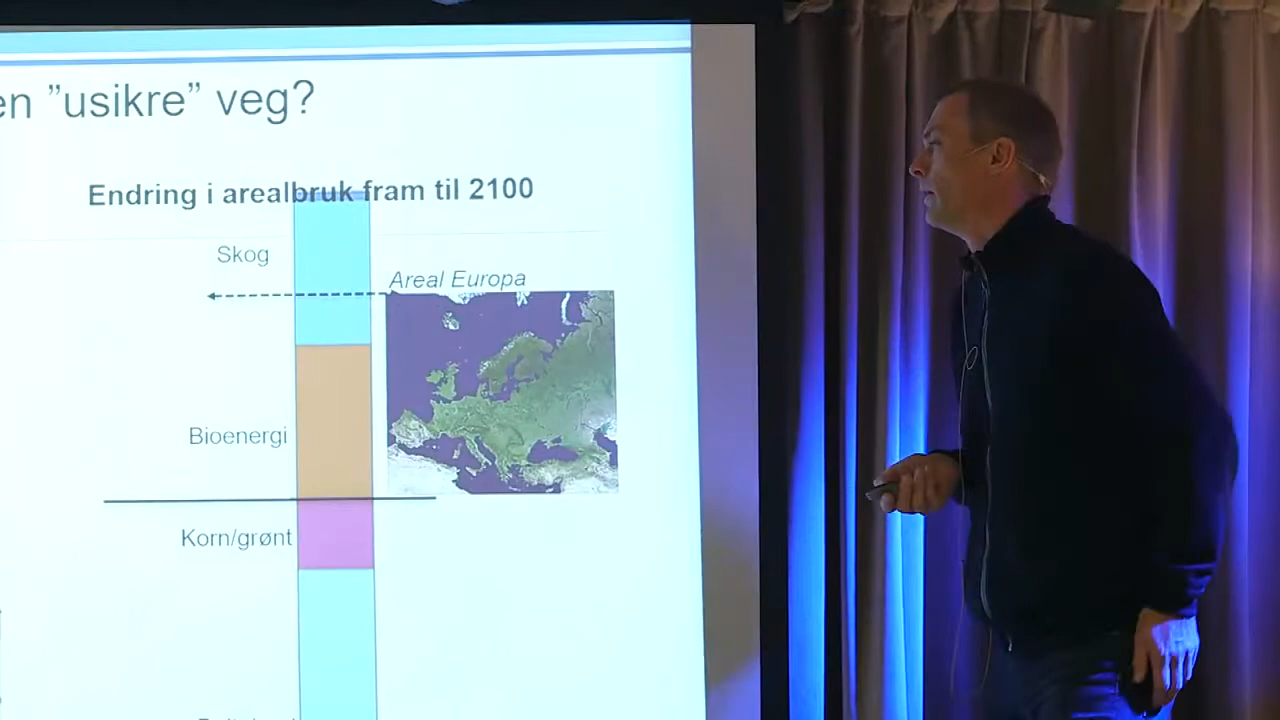 en ”usikre” veg?
Endring i arealbruk fram til 2100
Skog
Areal Europa
Bioenergi
Korn/grønt